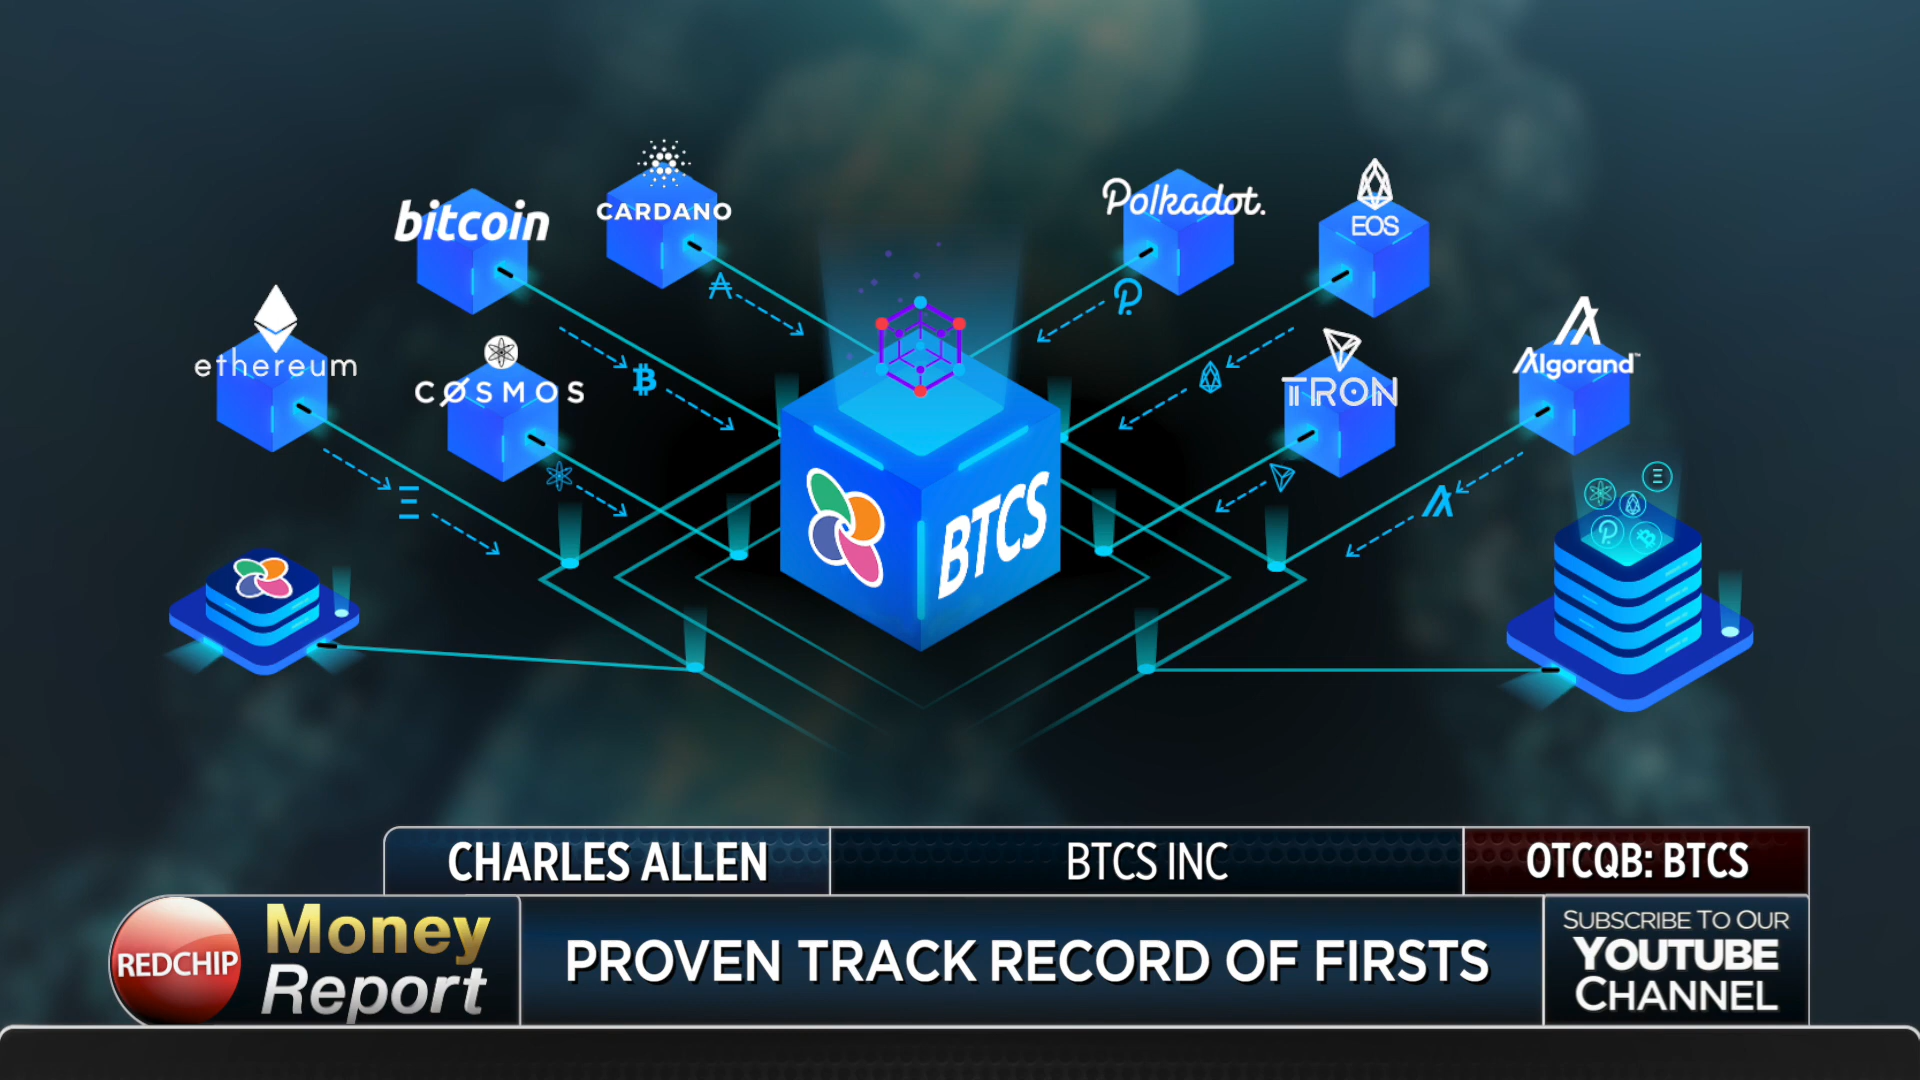 bitcoin
CARDANO
Polkadot.
EOS
ethereum
COSMOS
TRON
Algorand™
BTCS
CHARLES ALLEN
BTCS INC
OTCQB: BTCS
REDCHIP
Money
Report
PROVEN TRACK RECORD OF FIRSTS
SUBSCRIBE TO OUR
YOUTUBE
CHANNEL